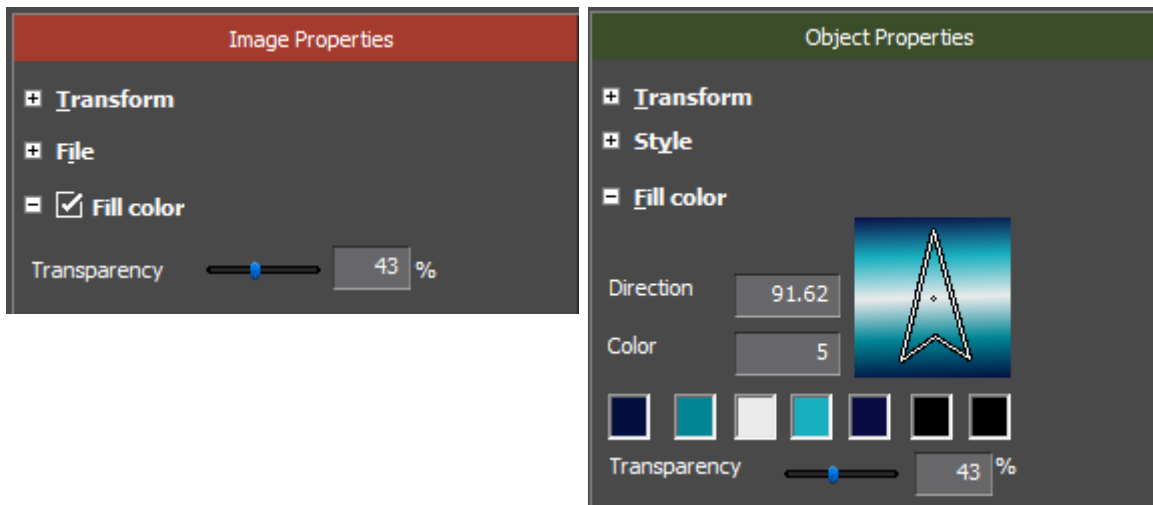 Image Properties
Transform
File
Fill color
Transparency 43 %
Object Properties
Transform
Style
Fill color
Direction 91.62
Color 5
Transparency 43 %